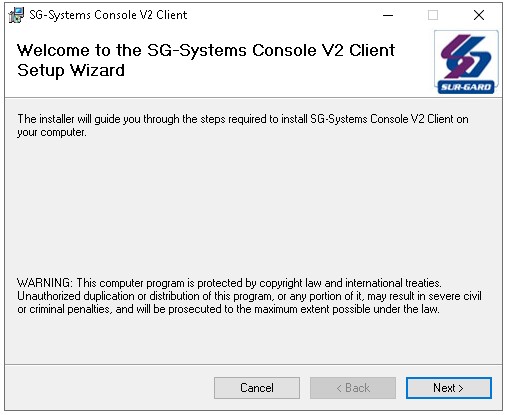 SG-Systems Console V2 Client
Welcome to the SG-Systems Console V2 Client
Setup Wizard
SUR-GARD
The installer will guide you through the steps required to install SG-Systems Console V2 Client on
your computer.
WARNING: This computer program is protected by copyright law and international treaties.
Unauthorized duplication or distribution of this program, or any portion of it, may result in severe civil
or criminal penalties, and will be prosecuted to the maximum extent possible under the law.
Cancel
< Back
Next >